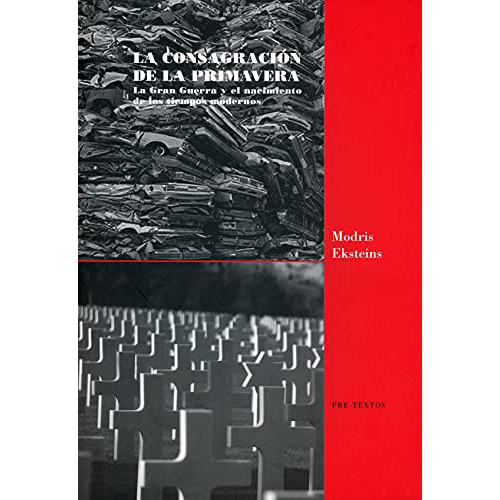 LA CONSAGRACIÓN
DE LA PRIMAVERA
La Gran Guerra y el nacimiento
de los tiempos modernos
Modris
Eksteins
PRE-TEXTOS